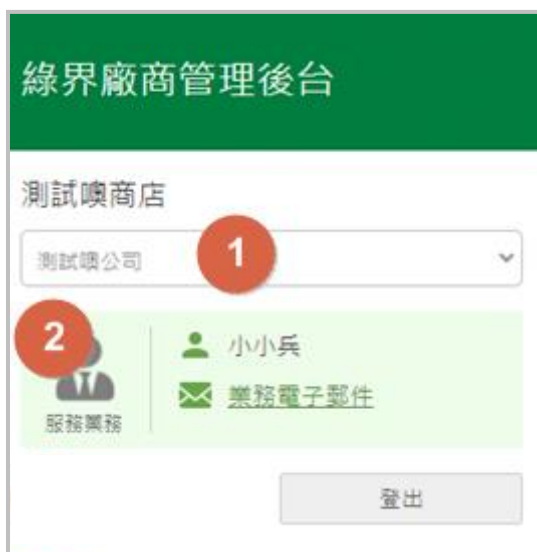 綠界廠商管理後台
測試噢商店
測試噢公司
1
2
小小兵
業務電子郵件
服務業務
登出